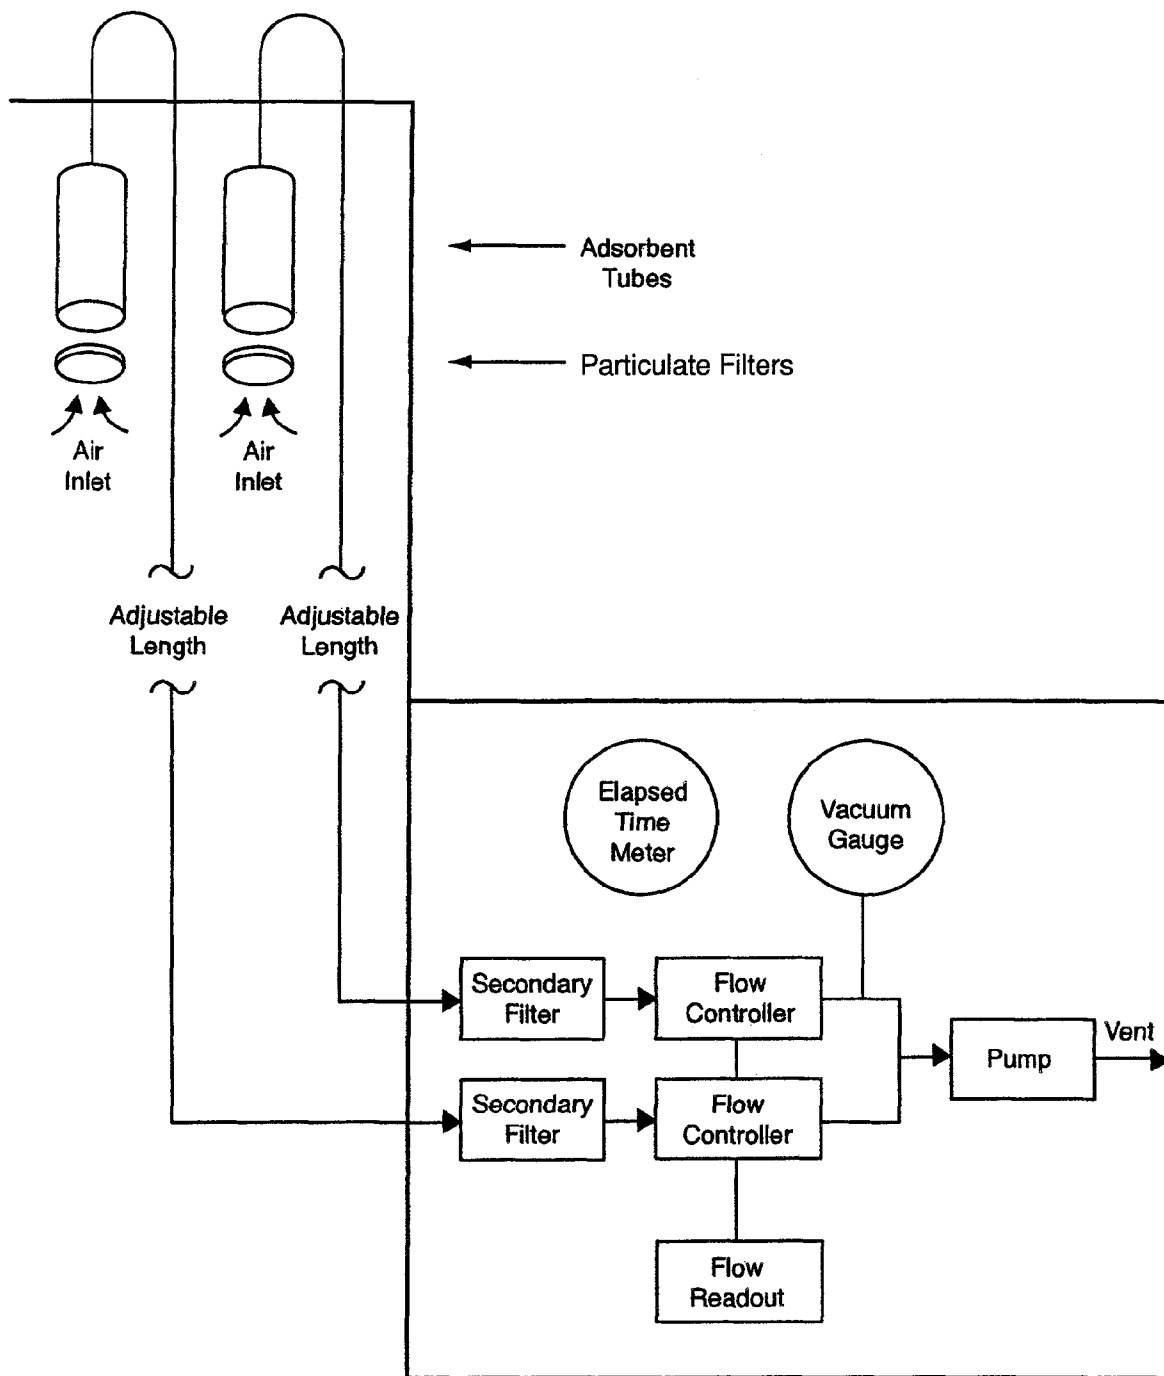 Adsorbent
Tubes
Particulate Filters
Air
Inlet
Air
Inlet
Adjustable
Length
Adjustable
Length
Elapsed
Time
Meter
Vacuum
Gauge
Secondary
Filter
Flow
Controller
Pump
Vent
Secondary
Filter
Flow
Controller
Flow
Readout